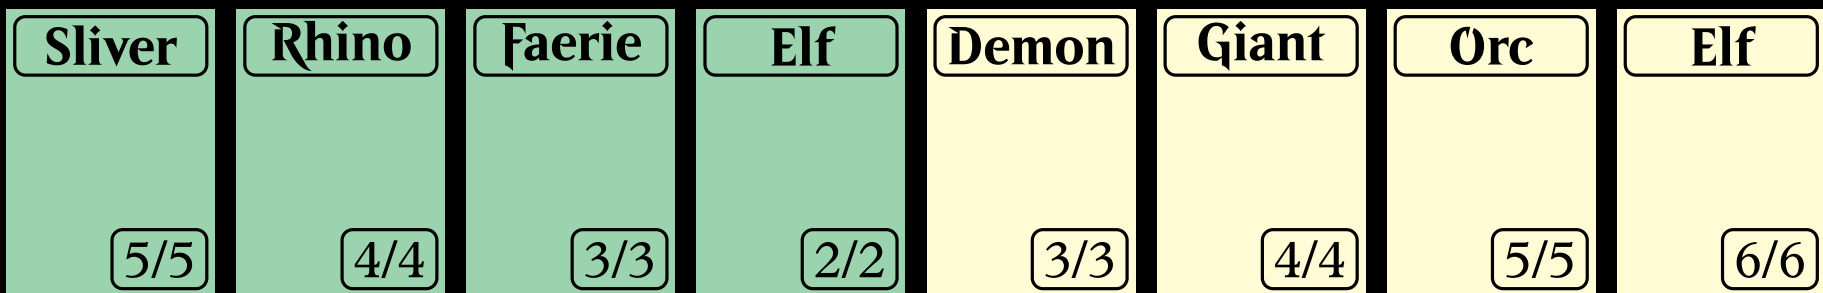 Sliver
5/5
Rhino
4/4
Faerie
3/3
Elf
2/2
Demon
3/3
Giant
4/4
Orc
5/5
Elf
6/6